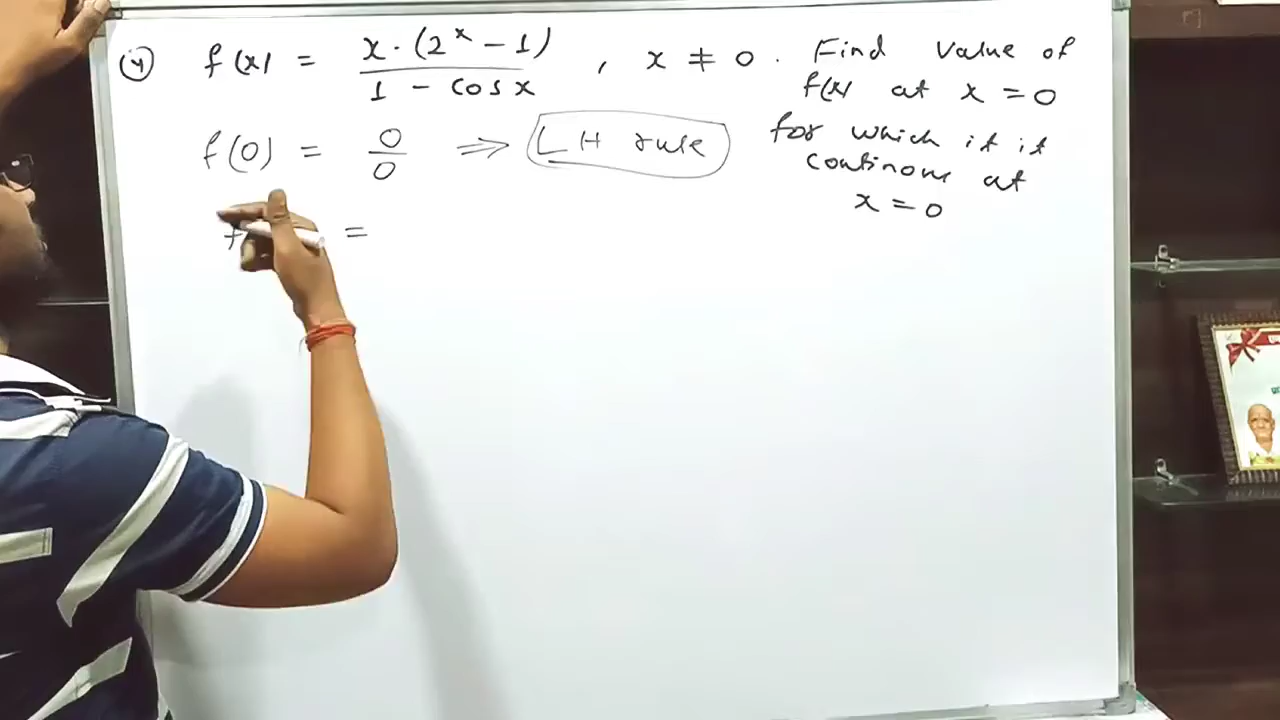 (4) f(x) = x·(2^x − 1) / 1 − cos x , x ≠ 0 . Find value of
f(x) at x = 0
for which it it
continous at
x = 0
f(0) = 0/0 ⇒ LH rule
=